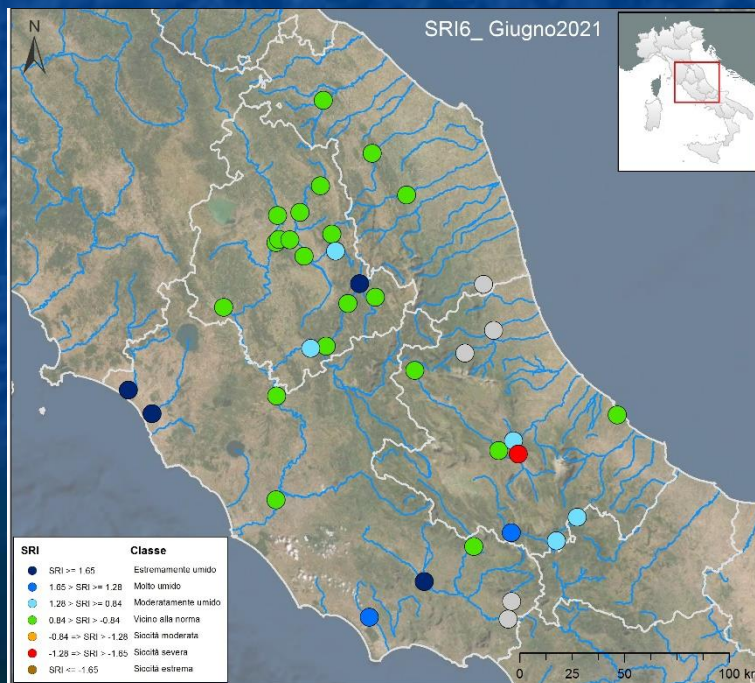 SRI6_ Giugno2021
N
SRI Classe
SRI >= 1.65 Estremamente umido
1.65 > SRI >= 1.28 Molto umido
1.28 > SRI >= 0.84 Moderatamente umido
0.84 > SRI > -0.84 Vicino alla norma
-0.84 => SRI > -1.28 Siccità moderata
-1.28 => SRI > -1.65 Siccità severa
SRI <= -1.65 Siccità estrema
0 25 50 100 km